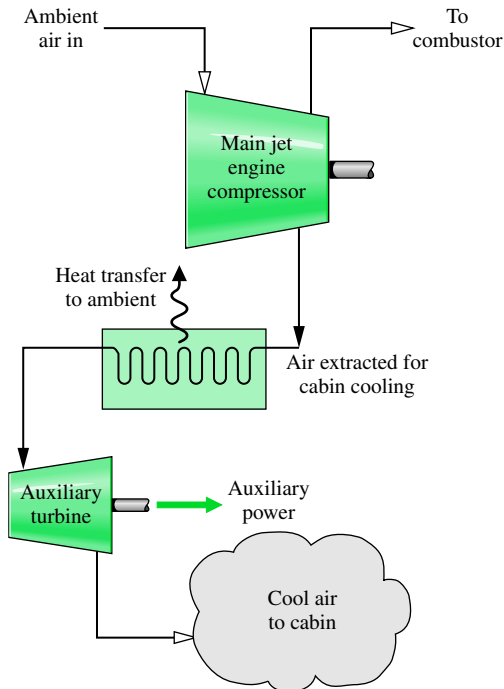 Ambient
air in
To
combustor
Main jet
engine
compressor
Heat transfer
to ambient
Air extracted for
cabin cooling
Auxiliary
turbine
Auxiliary
power
Cool air
to cabin